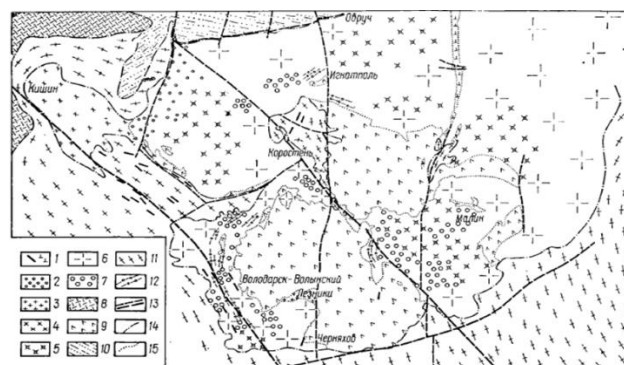 Овруч
Игнатполь
Кишин
Коростень
Малин
Володарск-Волынский
Пезники
Черняхов
1 6 11
2 7 12
3 8 13
4 9 14
5 10 15